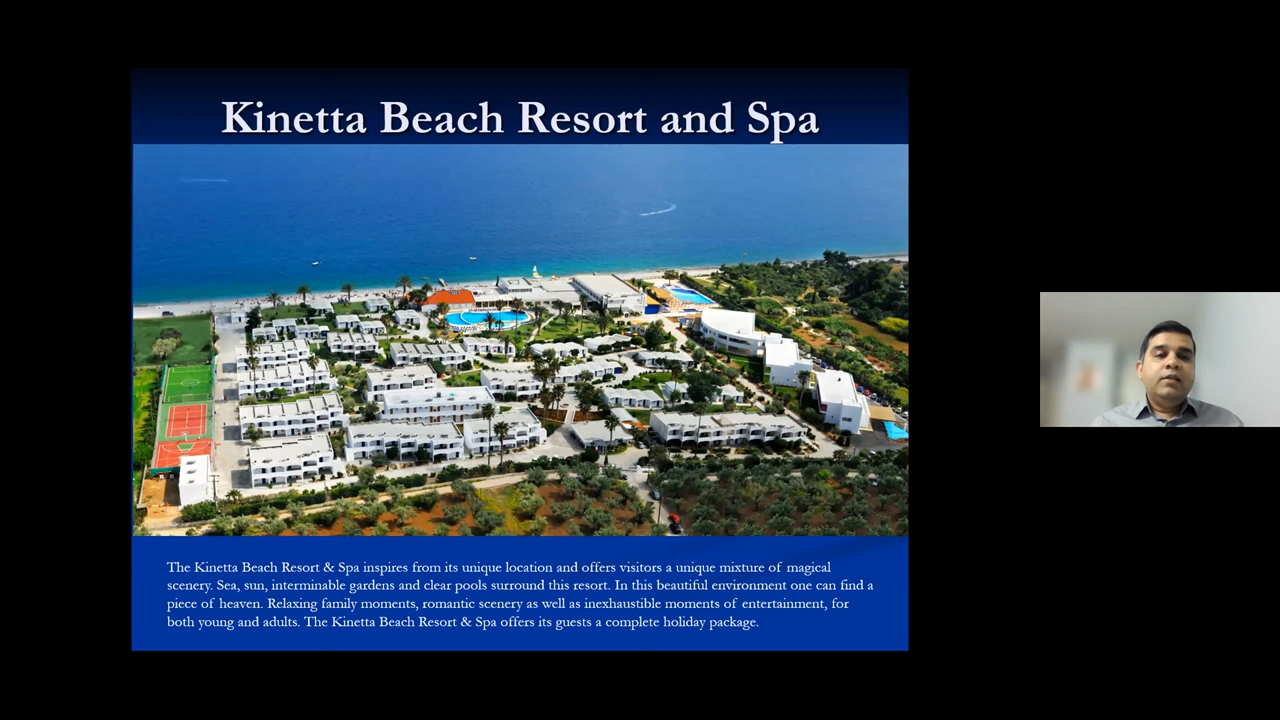 Kinetta Beach Resort and Spa
The Kinetta Beach Resort & Spa inspires from its unique location and offers visitors a unique mixture of magical
scenery. Sea, sun, interminable gardens and clear pools surround this resort. In this beautiful environment one can find a
piece of heaven. Relaxing family moments, romantic scenery as well as inexhaustible moments of entertainment, for
both young and adults. The Kinetta Beach Resort & Spa offers its guests a complete holiday package.